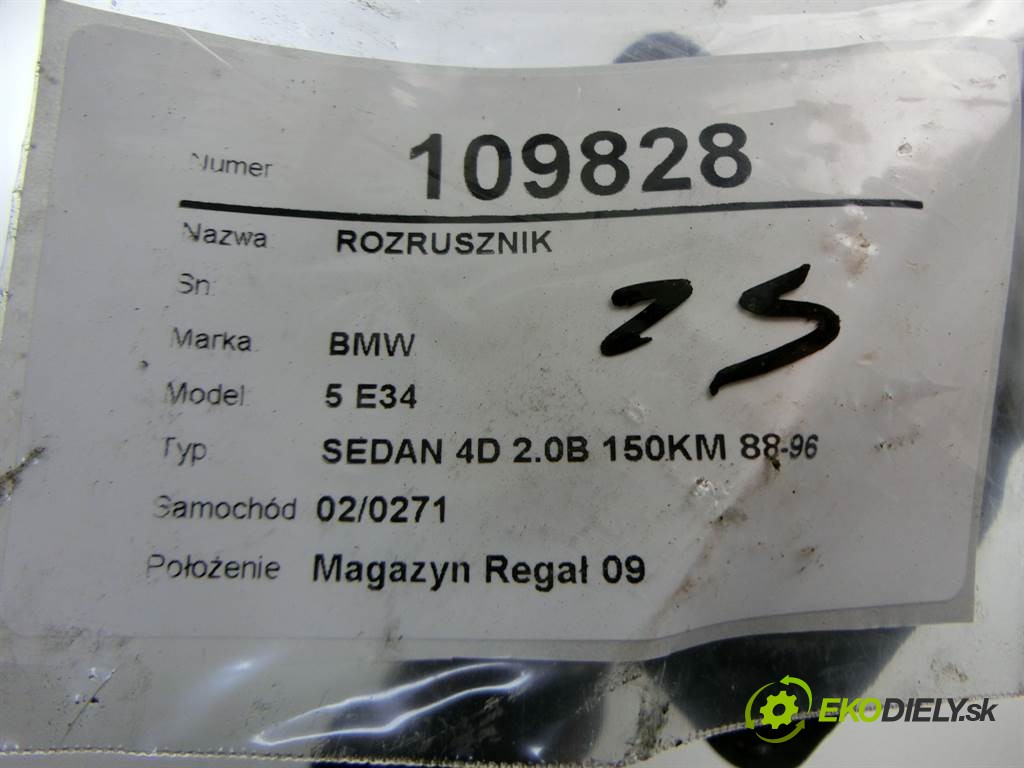 Numer 109828
Nazwa ROZRUSZNIK
Sn:
25
Marka BMW
Model: 5 E34
Typ SEDAN 4D 2.0B 150KM 88-96
Samochód 02/0271
Położenie Magazyn Regał 09
EKODIELY.sk